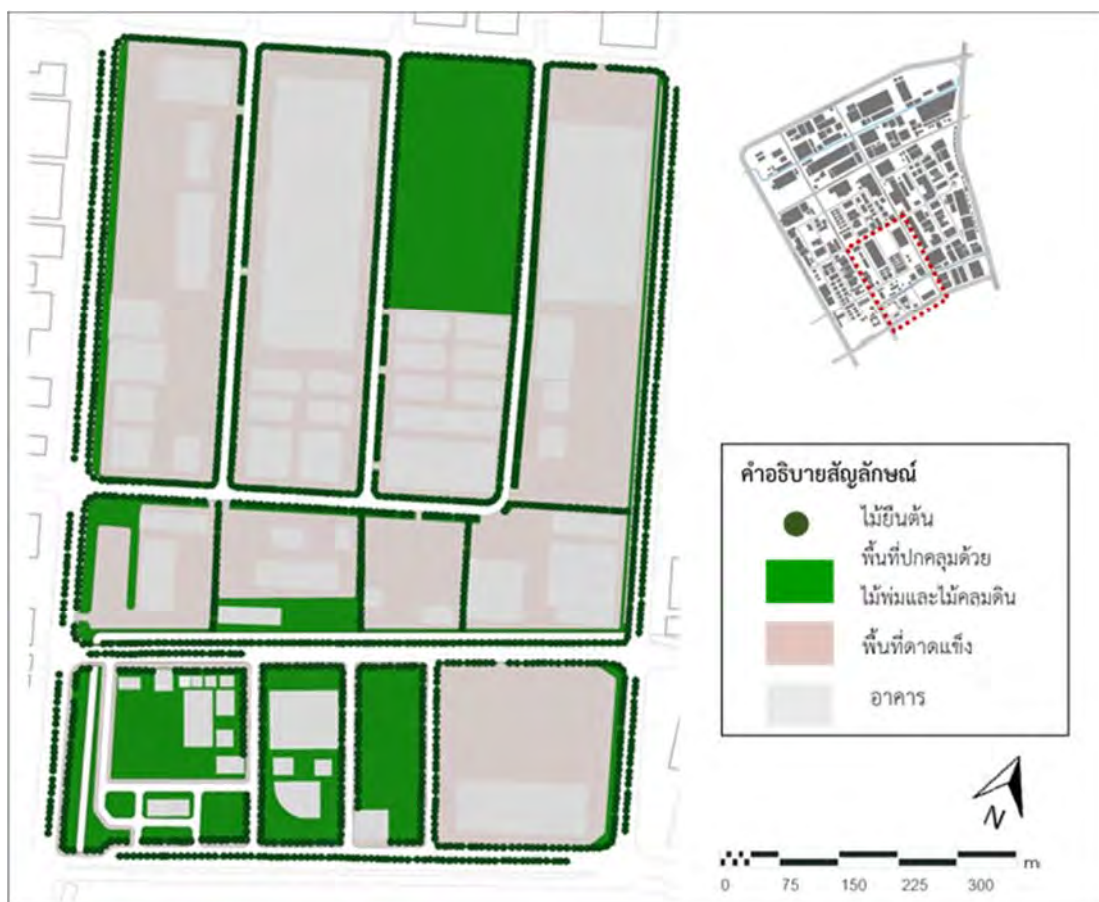 คำอธิบายสัญลักษณ์
ไม้ยืนต้น
พื้นที่ปกคลุมด้วย
ไม้พุ่มและไม้คลุมดิน
พื้นที่ดาดแข็ง
อาคาร
N
m
0 75 150 225 300